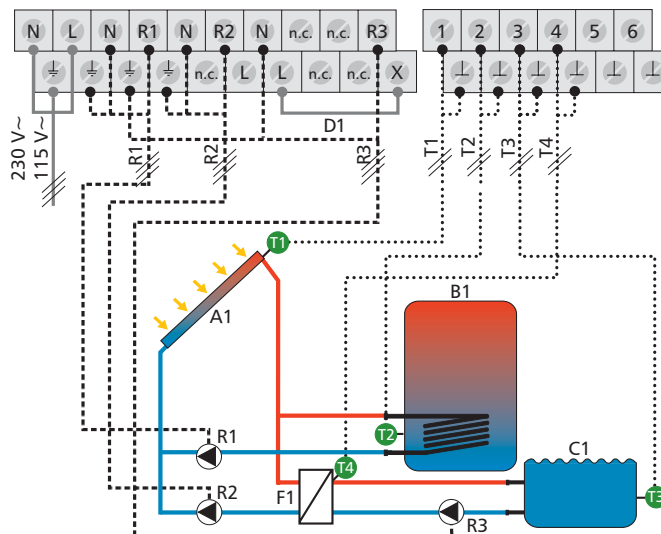 N L N R1 N R2 N n.c. n.c. R3
n.c. L L n.c. n.c. X
1 2 3 4 5 6
D1
230 V~
115 V~
R1
R2
R3
T1
T2
T3
T4
T1
A1
B1
T2
R1
T4
C1
F1
R2
R3
T3